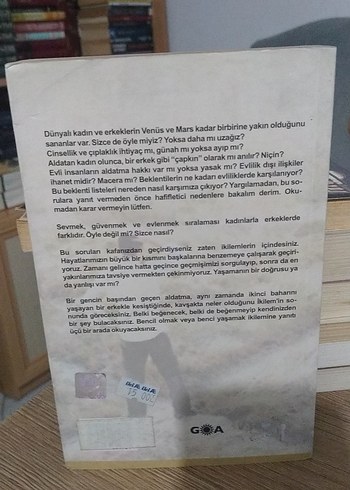 Dünyalı kadın ve erkeklerin Venüs ve Mars kadar birbirine yakın olduğunu
sananlar var. Sizce de öyle miyiz? Yoksa daha mı uzağız?
Cinsellik ve çıplaklık ihtiyaç mı, günah mı yoksa ayıp mı?
Aldatan kadın olunca, bir erkek gibi "çapkın" olarak mı anılır? Niçin?
Evli insanların aldatma hakkı var mı yoksa yasak mı? Evlilik dışı ilişkiler
ihanet midir? Macera mı? Beklentilerin ne kadarı evliliklerde karşılanıyor?
Bu beklenti listeleri nereden nasıl karşımıza çıkıyor? Yargılamadan, bu so-
rulara yanıt vermeden önce hafifletici nedenlere bakalım derim. Oku-
madan karar vermeyin lütfen.
Sevmek, güvenmek ve evlenmek sıralaması kadınlarla erkeklerde
farklıdır. Öyle değil mi? Sizce nasıl?
Bu soruları kafanızdan geçirdiyseniz zaten ikilemlerin içindesiniz.
Hayatlarımızın büyük bir kısmını başkalarına benzemeye çalışarak geçiri-
yoruz. Zamanı gelince hatta geçince geçmişimizi sorgulayıp, sonra da en
yakınlarımıza tavsiye vermekten çekinmiyoruz. Yaşamanın bir doğrusu ya
da yanlışı var mı?
Bir gencin başından geçen aldatma, aynı zamanda ikinci baharını
yaşayan bir erkekle kesiştiğinde, kavşakta neler olduğunu İkilem'in so-
nunda göreceksiniz. Belki beğenecek, belki de beğenmeyip kendinizden
bir şey bulacaksınız. Bencil olmak veya benci yaşamak ikilemine yanıtı
üçü bir arada okuyacaksınız.
GOA